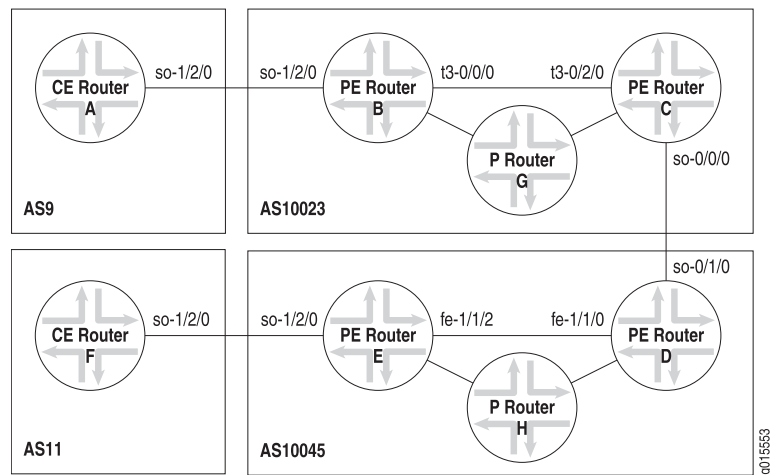 CE Router
A
so-1/2/0
so-1/2/0
PE Router
B
t3-0/0/0
t3-0/2/0
PE Router
C
P Router
G
so-0/0/0
AS9
AS10023
so-0/1/0
CE Router
F
so-1/2/0
so-1/2/0
PE Router
E
fe-1/1/2
fe-1/1/0
PE Router
D
P Router
H
AS11
AS10045
g015553